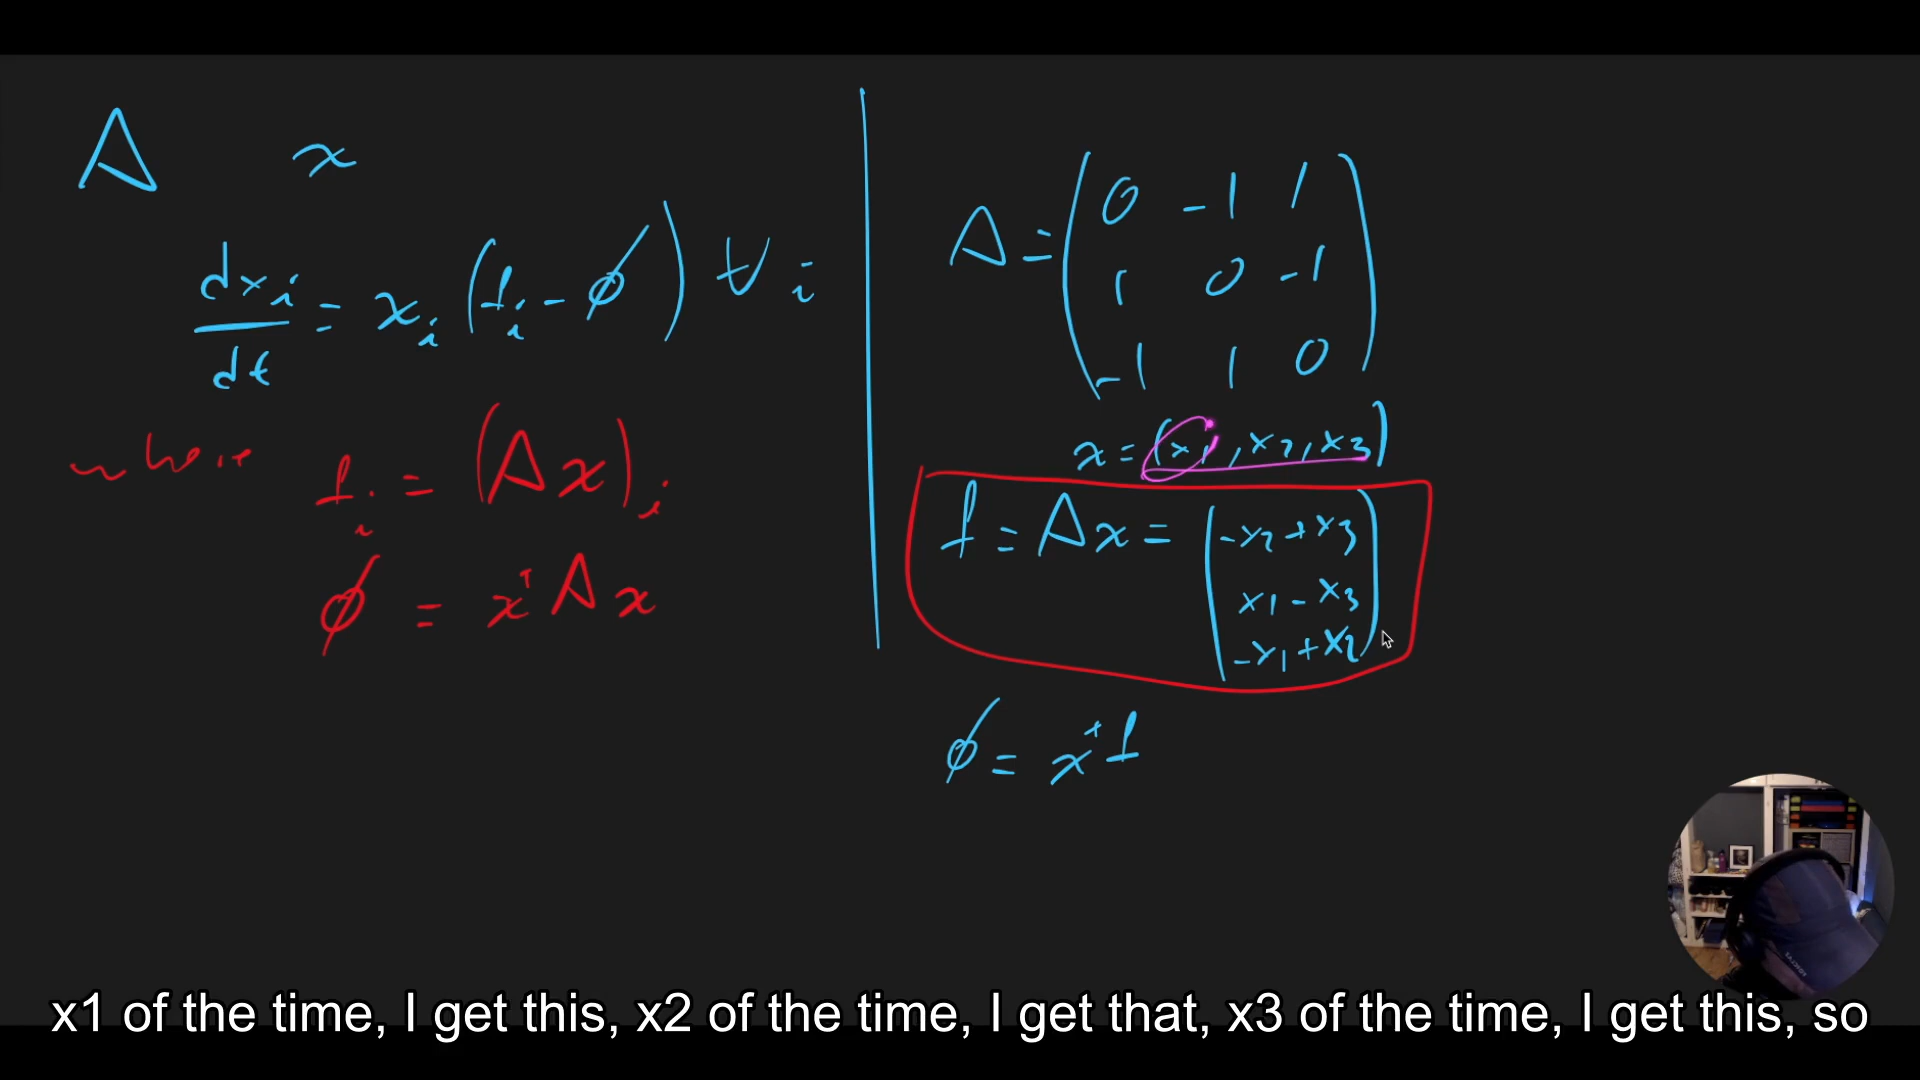 A x
dxi/dt = xi (fi - ϕ) ∀ i
where fi = (Ax)i
ϕ = xᵀAx
A = (0 -1 1
1 0 -1
-1 1 0)
x = (x1, x2, x3)
f = Ax = (-x2 + x3
x1 - x3
-x1 + x2)
ϕ = xᵀf
x1 of the time, I get this, x2 of the time, I get that, x3 of the time, I get this, so